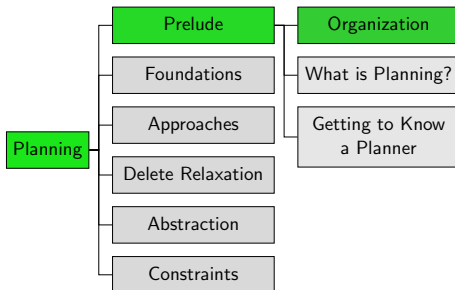 Planning
Prelude
Foundations
Approaches
Delete Relaxation
Abstraction
Constraints
Organization
What is Planning?
Getting to Know
a Planner